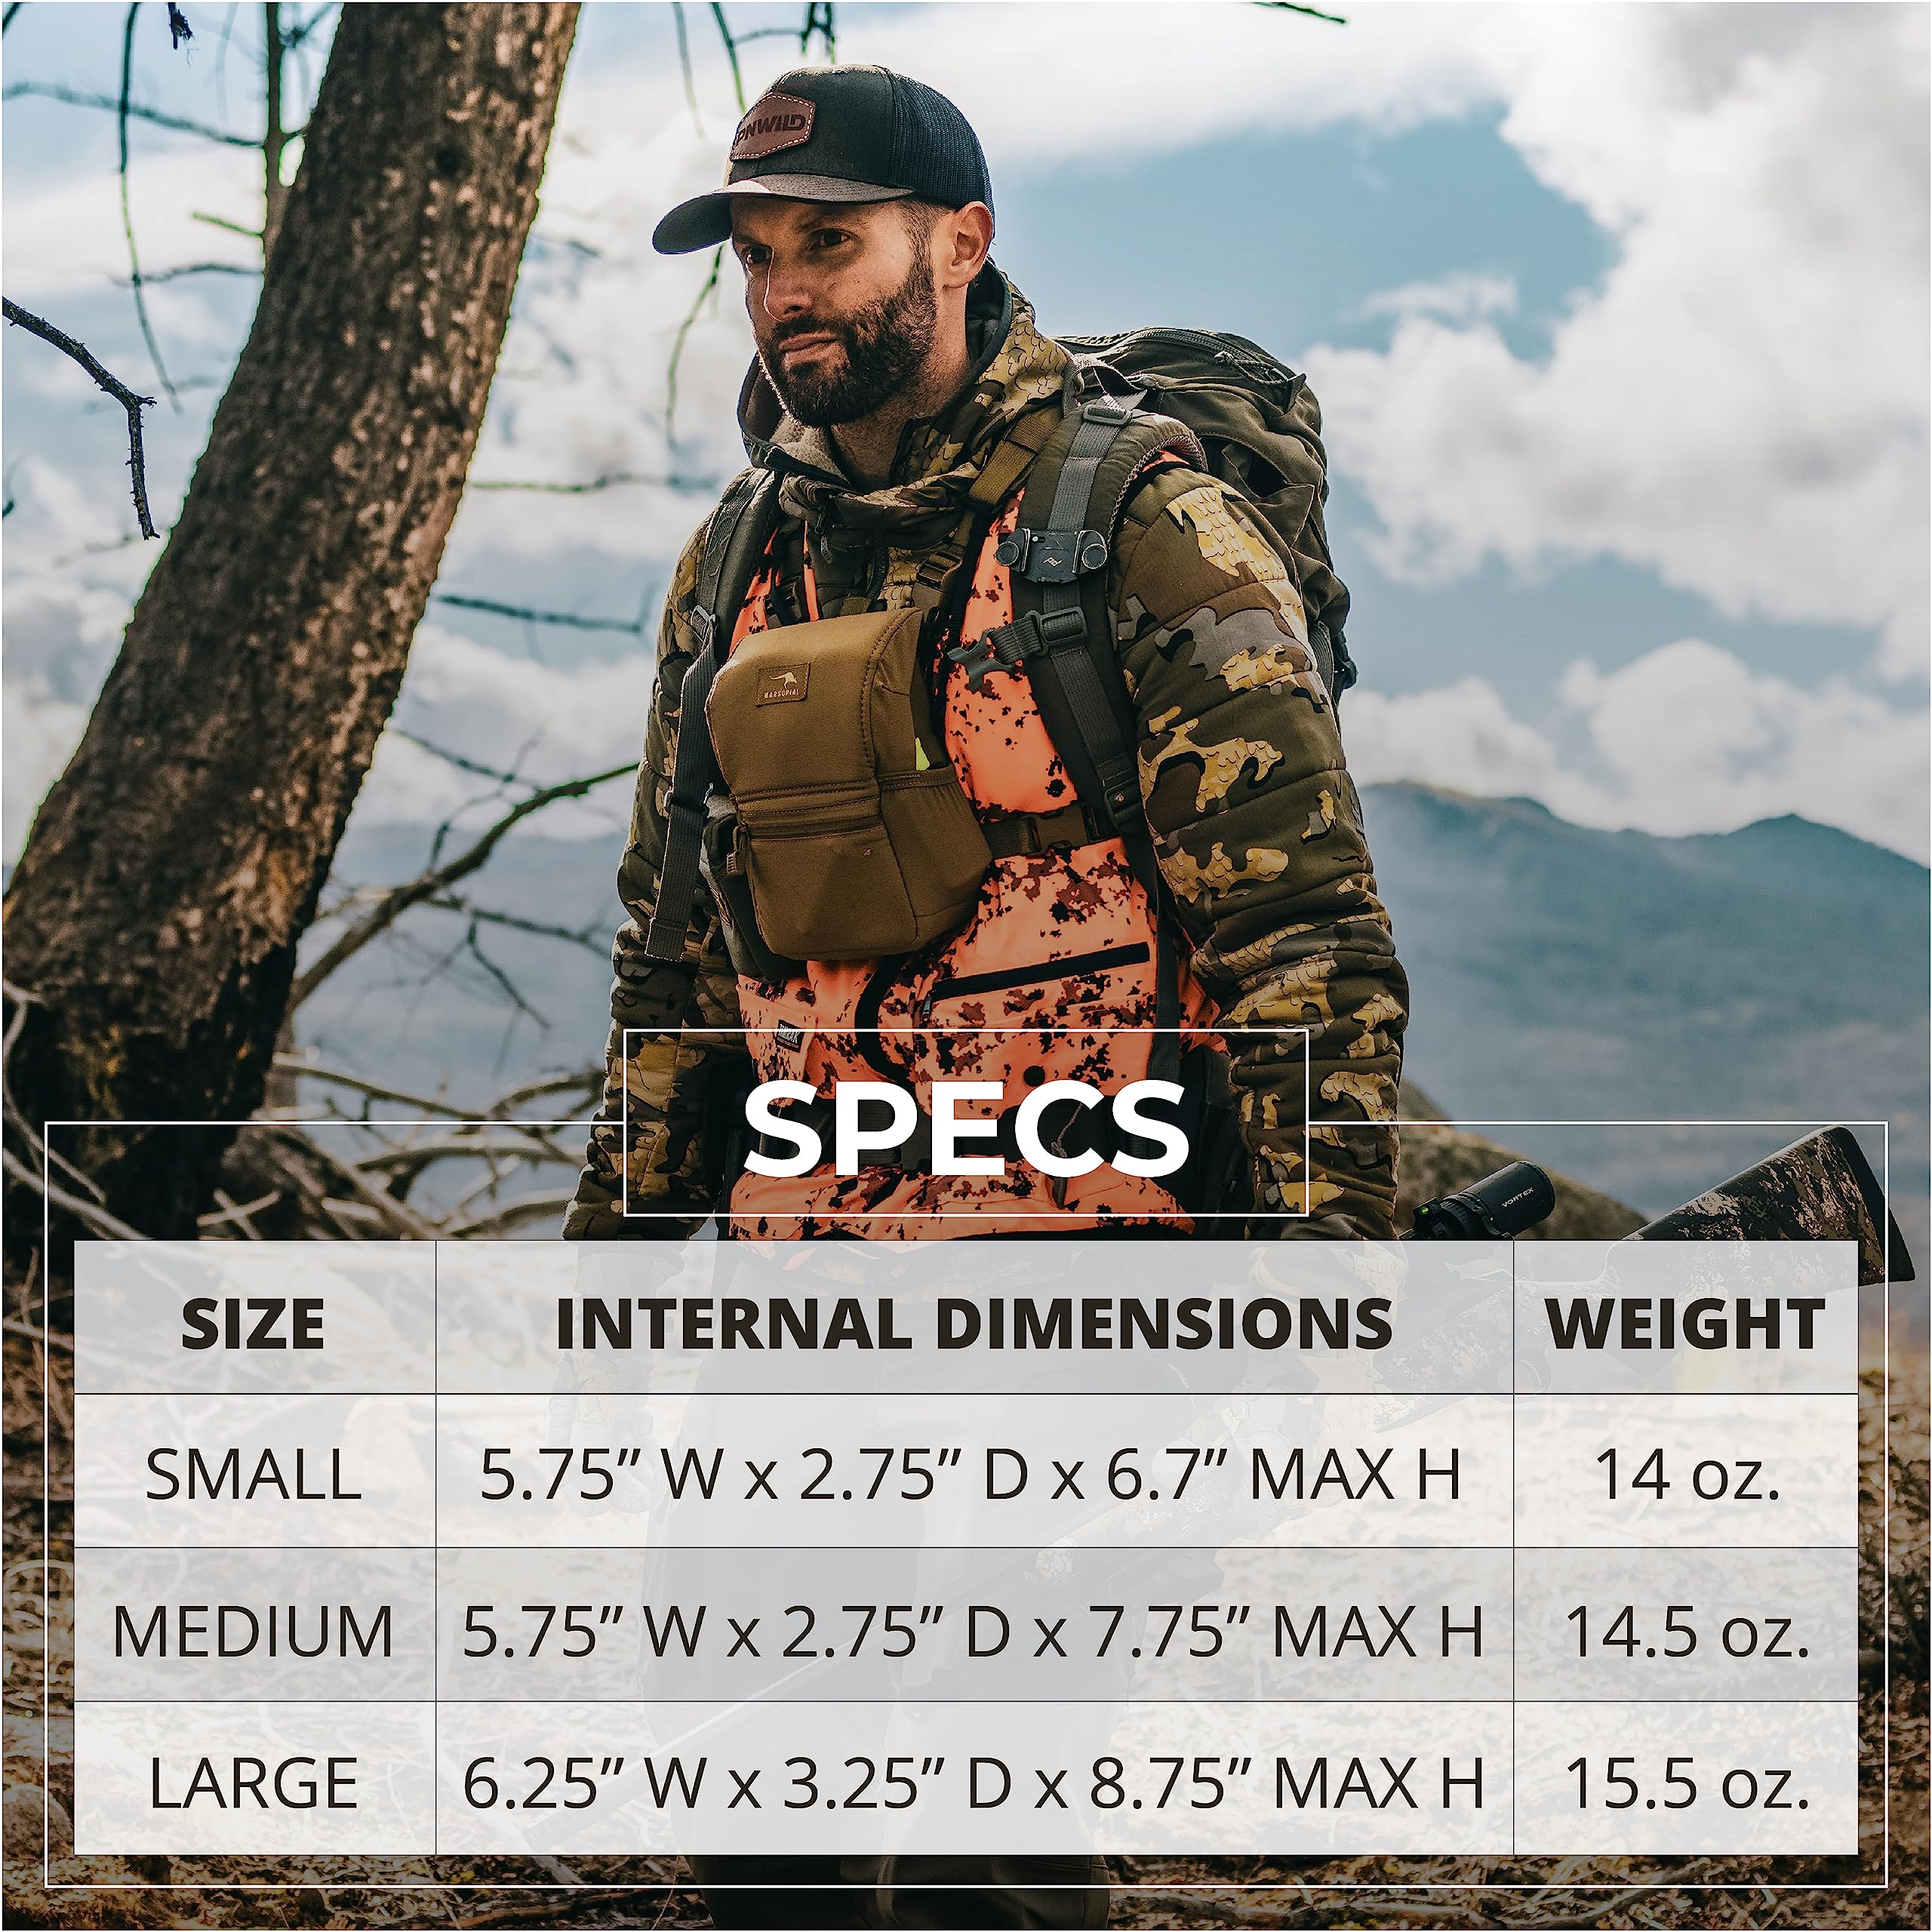 PNWILD
MARSUPIAL
VORTEX
SPECS
SIZE INTERNAL DIMENSIONS WEIGHT
SMALL 5.75” W x 2.75” D x 6.7” MAX H 14 oz.
MEDIUM 5.75” W x 2.75” D x 7.75” MAX H 14.5 oz.
LARGE 6.25” W x 3.25” D x 8.75” MAX H 15.5 oz.